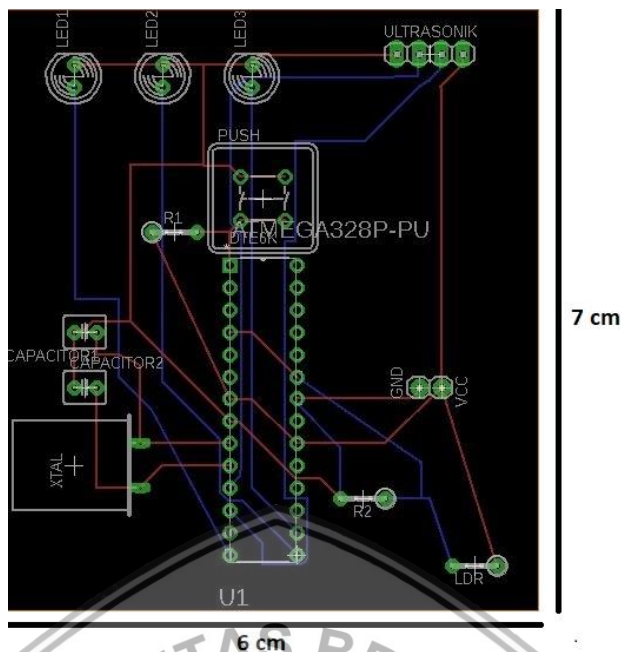 LED1
LED2
LED3
ULTRASONIK
PUSH
R1
ATMEGA328P-PU
DTE6K
7 cm
CAPACITOR1
CAPACITOR2
GND
VCC
XTAL
R2
LDR
U1
6 cm